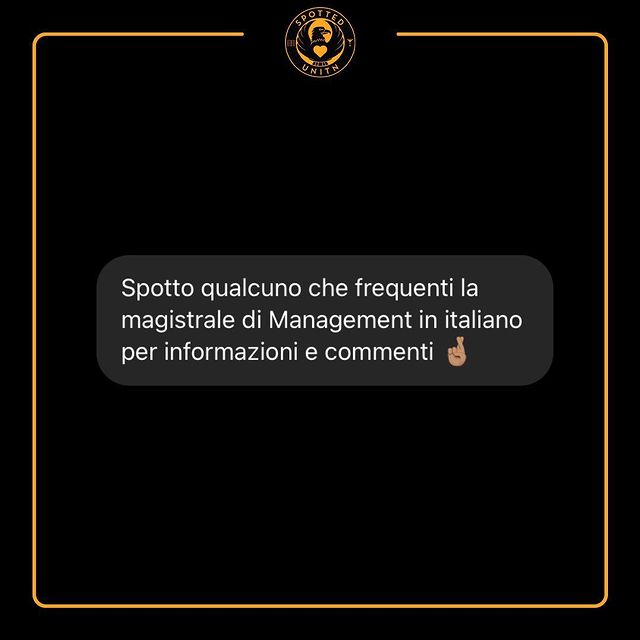 SPOTTED
UNITN
Spotto qualcuno che frequenti la
magistrale di Management in italiano
per informazioni e commenti 🤞🏽